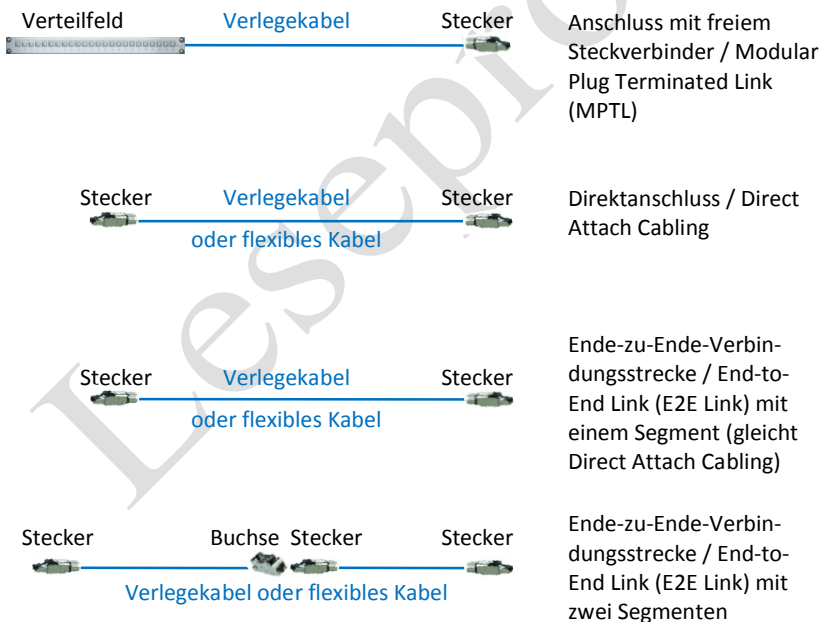 Verteilfeld Verlegekabel Stecker
Anschluss mit freiem
Steckverbinder / Modular
Plug Terminated Link
(MPTL)
Stecker Verlegekabel Stecker
oder flexibles Kabel
Direktanschluss / Direct
Attach Cabling
Stecker Verlegekabel Stecker
oder flexibles Kabel
Ende-zu-Ende-Verbin-
dungsstrecke / End-to-
End Link (E2E Link) mit
einem Segment (gleicht
Direct Attach Cabling)
Stecker Buchse Stecker Stecker
Verlegekabel oder flexibles Kabel
Ende-zu-Ende-Verbin-
dungsstrecke / End-to-
End Link (E2E Link) mit
zwei Segmenten
Lesepro